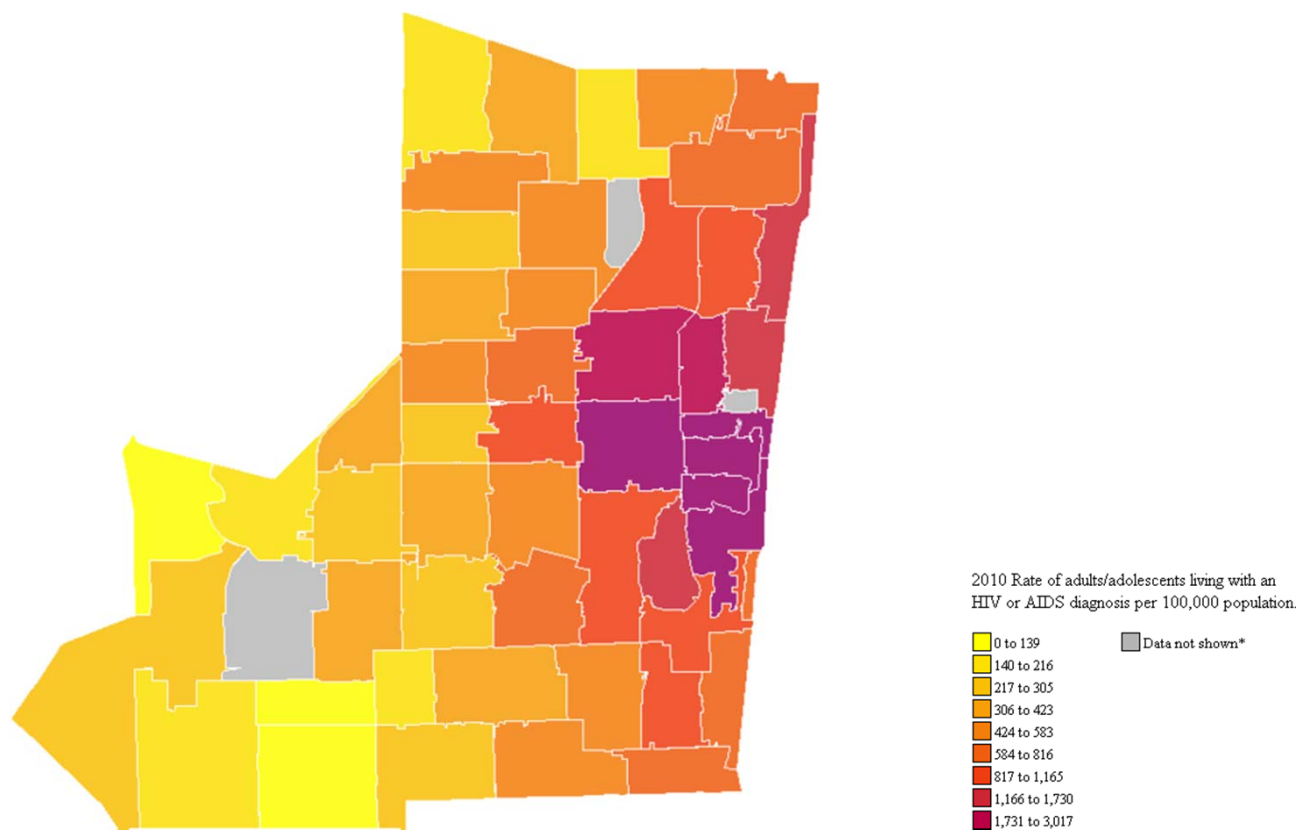 2010 Rate of adults/adolescents living with an
HIV or AIDS diagnosis per 100,000 population.
0 to 139
Data not shown*
140 to 216
217 to 305
306 to 423
424 to 583
584 to 816
817 to 1,165
1,166 to 1,730
1,731 to 3,017